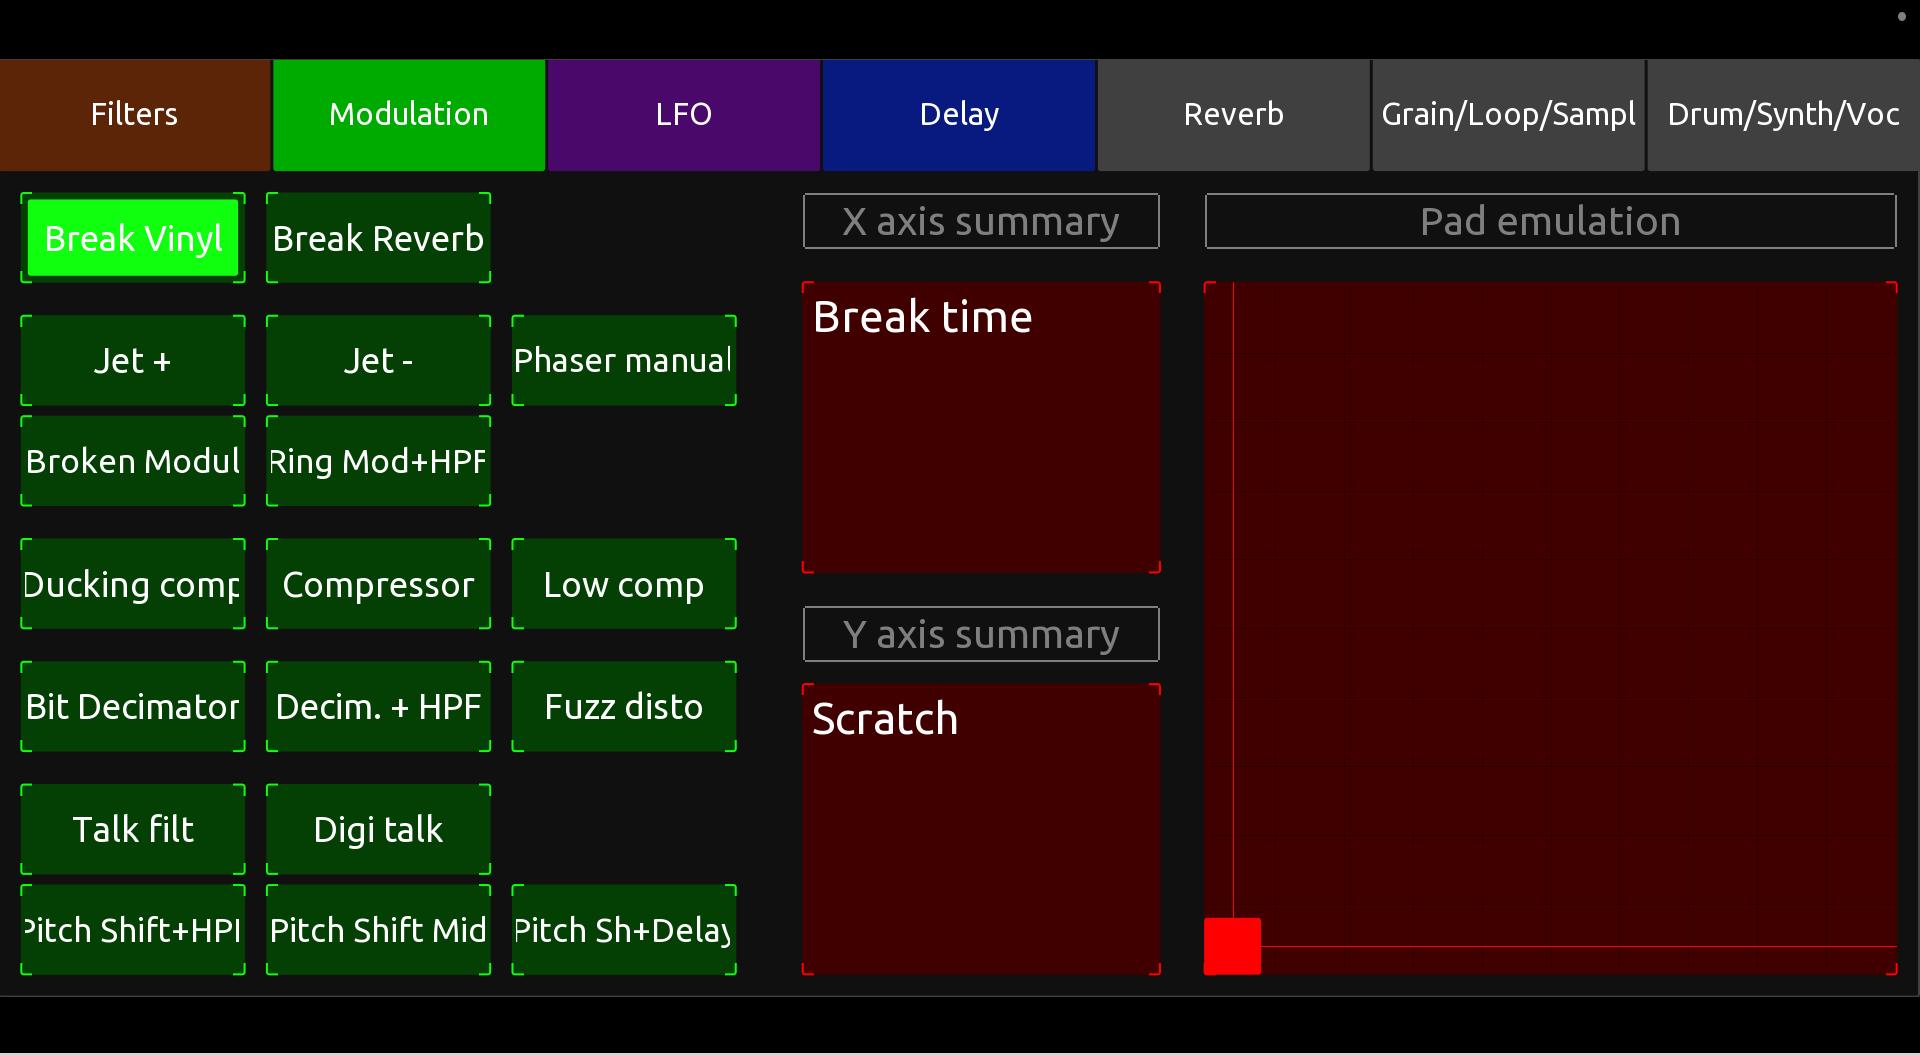 Filters
Modulation
LFO
Delay
Reverb
Grain/Loop/Sampl
Drum/Synth/Voc
Break Vinyl
Break Reverb
Jet +
Jet -
Phaser manual
Broken Modul
Ring Mod+HPF
Ducking comp
Compressor
Low comp
Bit Decimator
Decim. + HPF
Fuzz disto
Talk filt
Digi talk
Pitch Shift+HPF
Pitch Shift Mid
Pitch Sh+Delay
X axis summary
Break time
Y axis summary
Scratch
Pad emulation